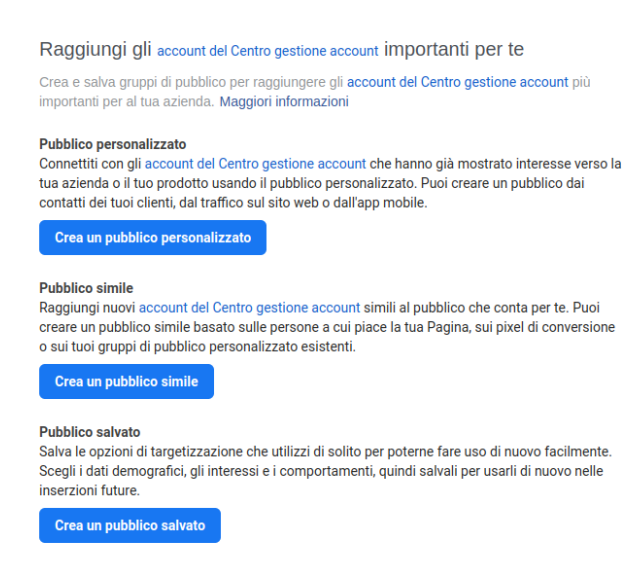 Raggiungi gli account del Centro gestione account importanti per te
Crea e salva gruppi di pubblico per raggiungere gli account del Centro gestione account più
importanti per al tua azienda. Maggiori informazioni
Pubblico personalizzato
Connettiti con gli account del Centro gestione account che hanno già mostrato interesse verso la
tua azienda o il tuo prodotto usando il pubblico personalizzato. Puoi creare un pubblico dai
contatti dei tuoi clienti, dal traffico sul sito web o dall'app mobile.
Crea un pubblico personalizzato
Pubblico simile
Raggiungi nuovi account del Centro gestione account simili al pubblico che conta per te. Puoi
creare un pubblico simile basato sulle persone a cui piace la tua Pagina, sui pixel di conversione
o sui tuoi gruppi di pubblico personalizzato esistenti.
Crea un pubblico simile
Pubblico salvato
Salva le opzioni di targetizzazione che utilizzi di solito per poterne fare uso di nuovo facilmente.
Scegli i dati demografici, gli interessi e i comportamenti, quindi salvali per usarli di nuovo nelle
inserzioni future.
Crea un pubblico salvato